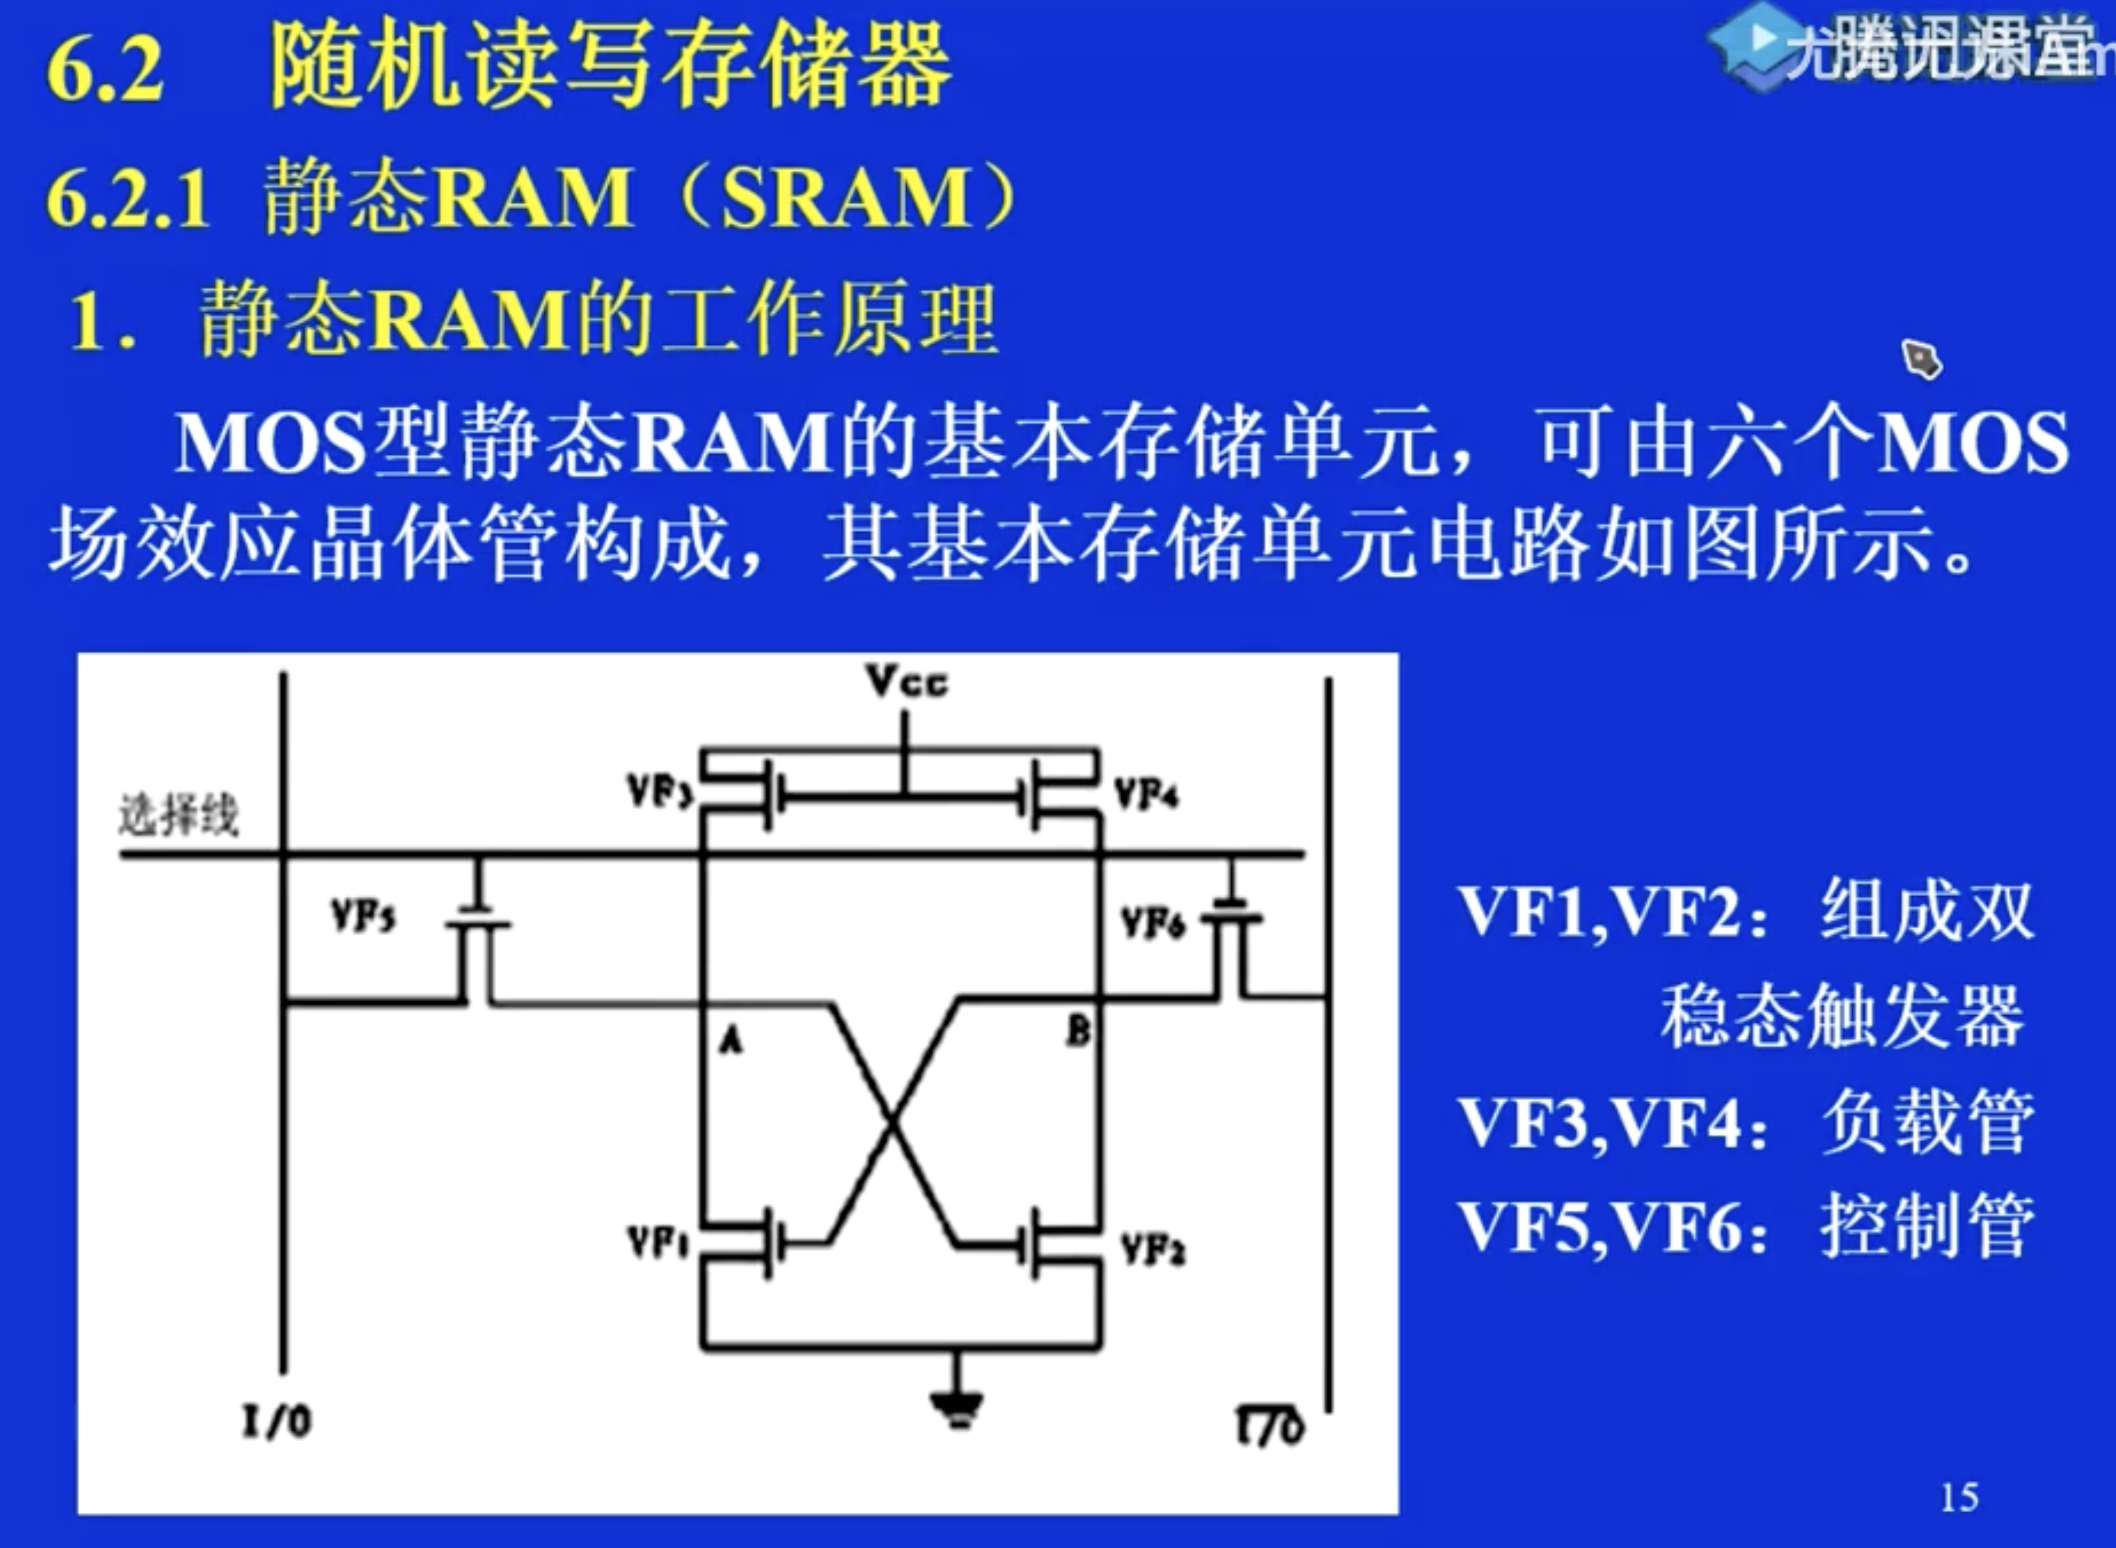 6.2 随机读写存储器
腾讯课堂
6.2.1 静态RAM（SRAM）
1. 静态RAM的工作原理
MOS型静态RAM的基本存储单元，可由六个MOS
场效应晶体管构成，其基本存储单元电路如图所示。
Vcc
VF3
VF4
选择线
VF5
VF6
A
B
VF1
VF2
I/O
I/O
VF1,VF2：组成双
稳态触发器
VF3,VF4：负载管
VF5,VF6：控制管
15